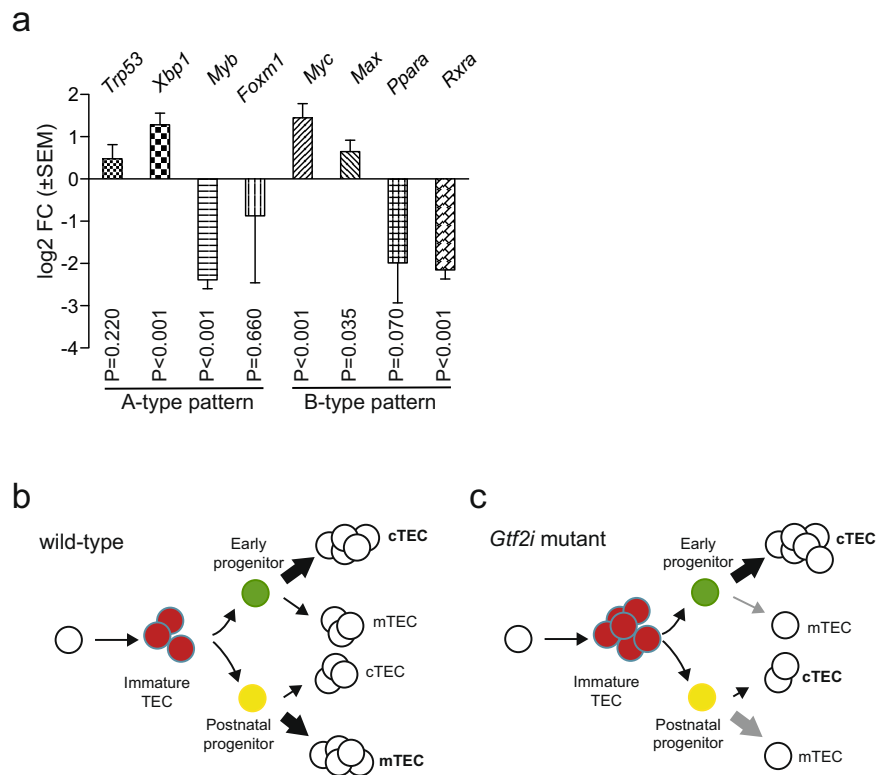 a
Trp53 Xbp1 Myb Foxm1 Myc Max Ppara Rxra
log2 FC (±SEM)
2
1
0
-1
-2
-3
-4
P=0.220 P<0.001 P<0.001 P=0.660 P<0.001 P=0.035 P=0.070 P<0.001
A-type pattern B-type pattern
b
wild-type
Early
progenitor
cTEC
mTEC
cTEC
Immature
TEC
Postnatal
progenitor
mTEC
c
Gtf2i mutant
Early
progenitor
cTEC
mTEC
cTEC
Immature
TEC
Postnatal
progenitor
mTEC